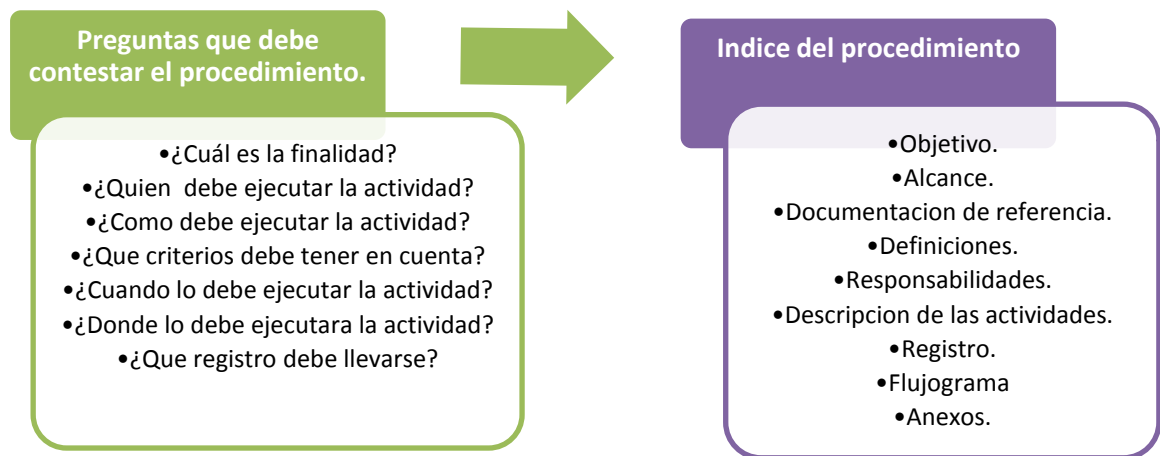 Preguntas que debe
contestar el procedimiento.
•¿Cuál es la finalidad?
•¿Quien  debe ejecutar la actividad?
•¿Como debe ejecutar la actividad?
•¿Que criterios debe tener en cuenta?
•¿Cuando lo debe ejecutar la actividad?
•¿Donde lo debe ejecutara la actividad?
•¿Que registro debe llevarse?
Indice del procedimiento
•Objetivo.
•Alcance.
•Documentacion de referencia.
•Definiciones.
•Responsabilidades.
•Descripcion de las actividades.
•Registro.
•Flujograma
•Anexos.